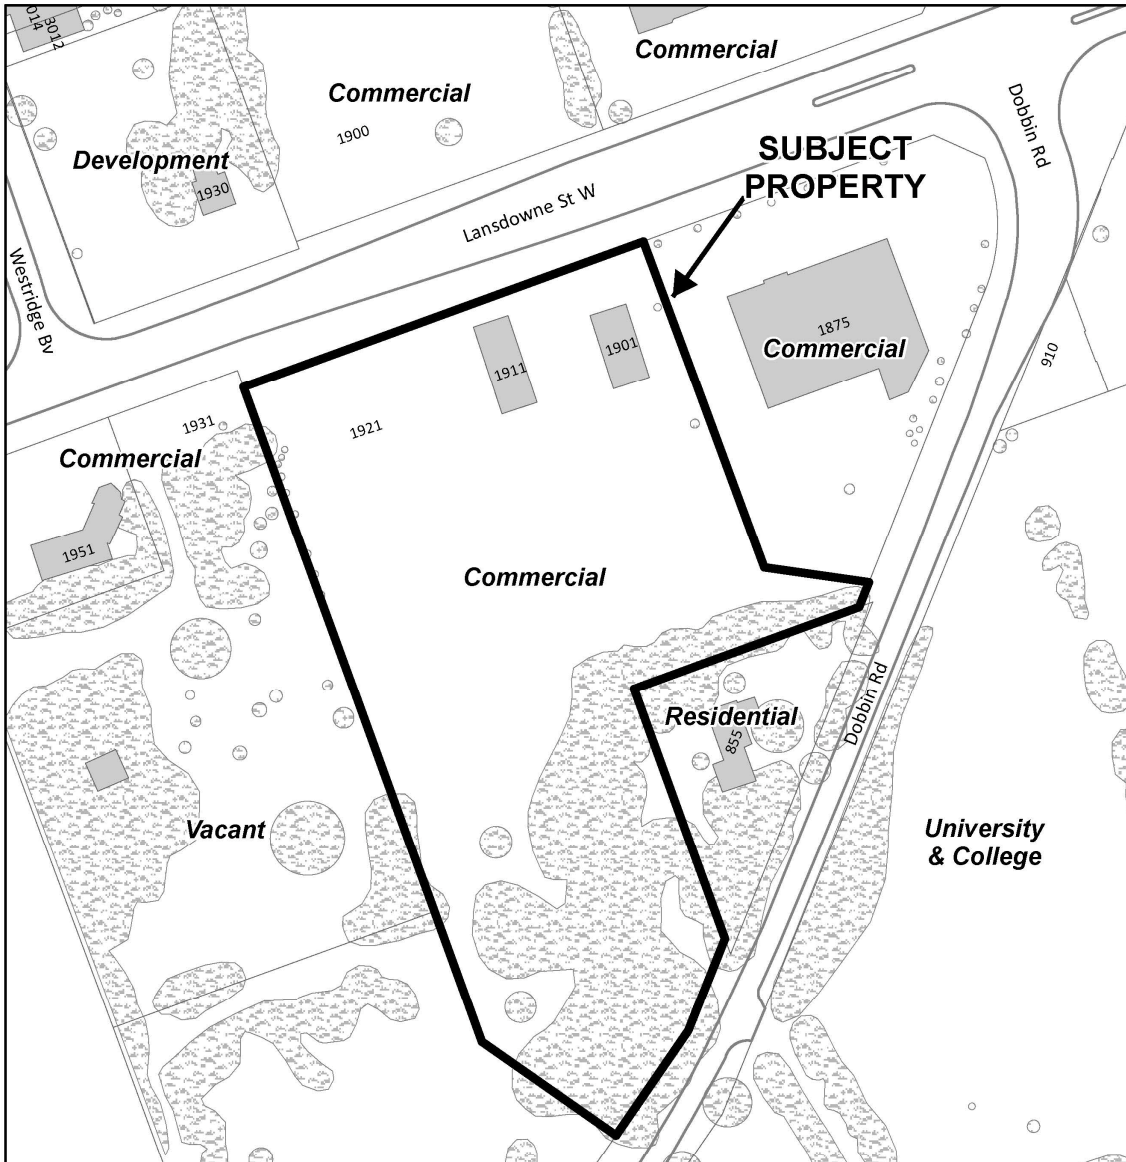 3014
3012
Commercial
Commercial
Dobbin Rd
1900
SUBJECT
PROPERTY
Development
1930
Lansdowne St W
Westridge Bv
1875
Commercial
1901
1911
910
1931
1921
Commercial
1951
Commercial
Residential
855
Dobbin Rd
Vacant
University
& College